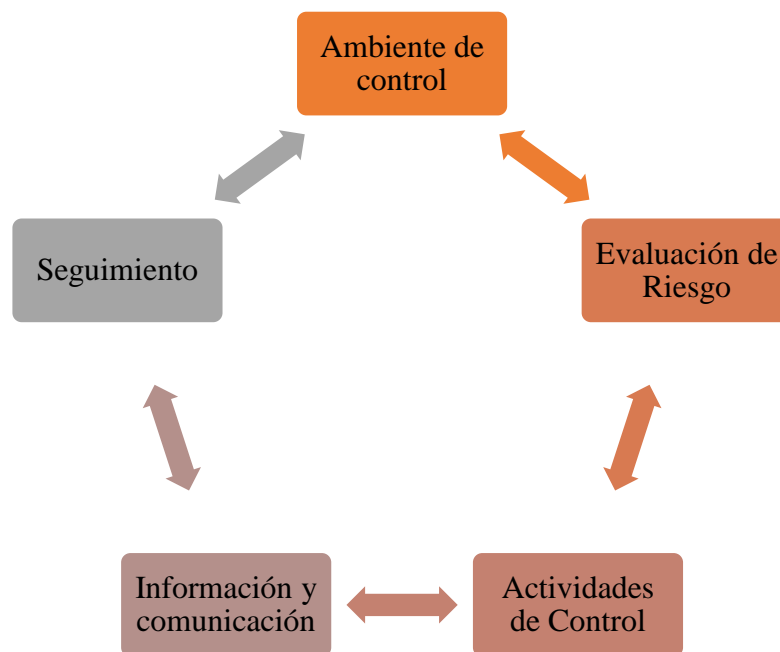 Ambiente de
control
Evaluación de
Riesgo
Actividades
de Control
Información y
comunicación
Seguimiento